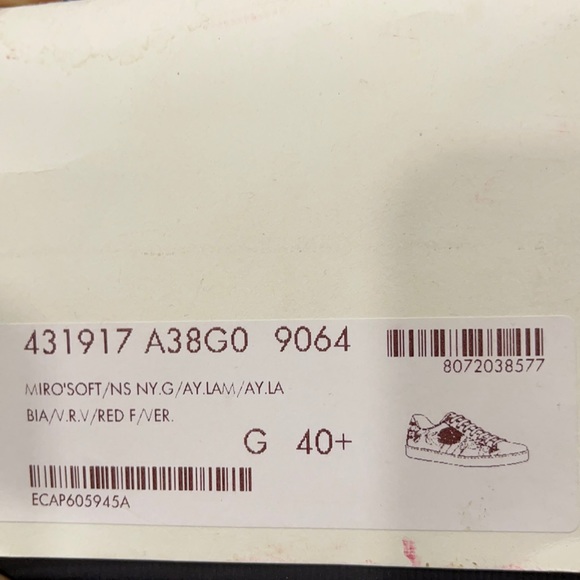 431917 A38G0 9064
8072038577
MIRO'SOFT/NS NY.G/AY.LAM/AY.LA
BIA/V.R.V/RED F/VER.
G 40+
ECAP605945A